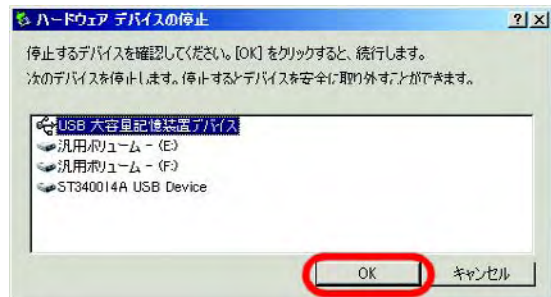 ハードウェア デバイスの停止
停止するデバイスを確認してください。[OK] をクリックすると、続行します。
次のデバイスを停止します。停止するとデバイスを安全に取り外すことができます。
USB 大容量記憶装置デバイス
汎用ボリューム - (E:)
汎用ボリューム - (F:)
ST340014A USB Device
OK
キャンセル